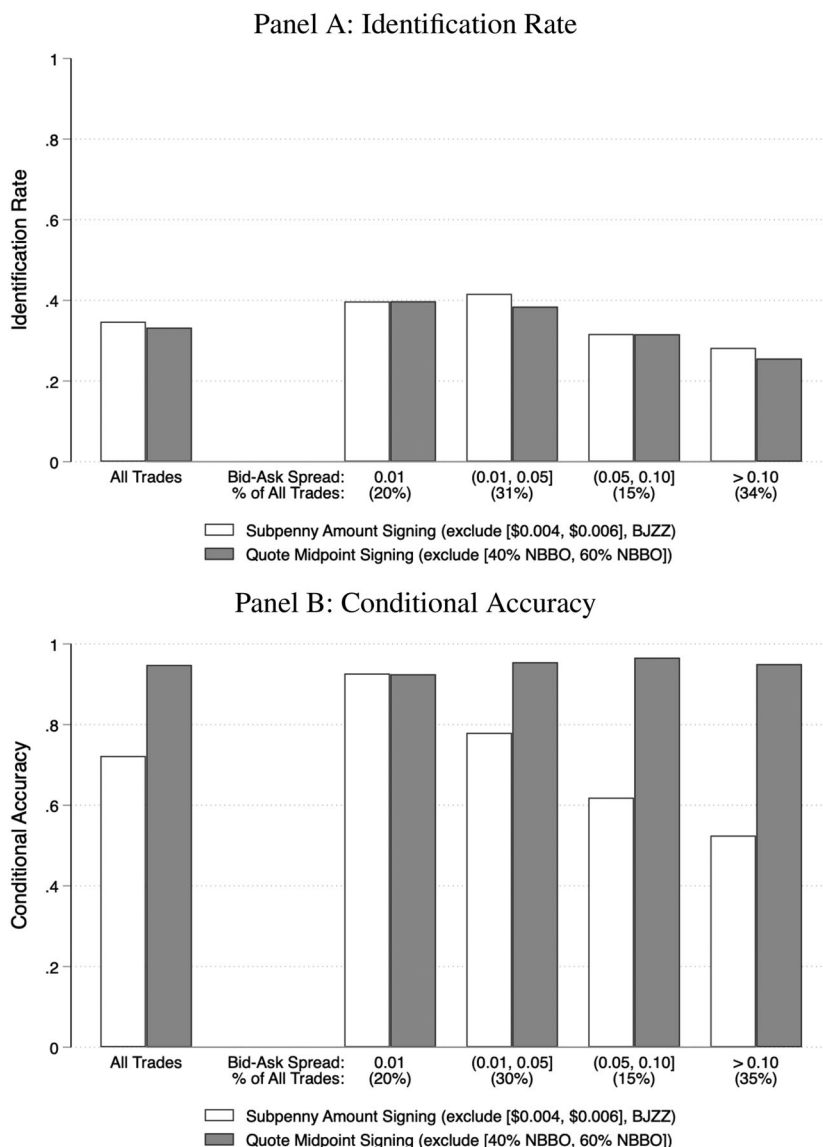 Panel A: Identification Rate
1
.8
.6
.4
.2
0
Identification Rate
All Trades
Bid-Ask Spread: 0.01 (0.01, 0.05] (0.05, 0.10] > 0.10
% of All Trades: (20%) (31%) (15%) (34%)
Subpenny Amount Signing (exclude [$0.004, $0.006], BJZZ)
Quote Midpoint Signing (exclude [40% NBBO, 60% NBBO])
Panel B: Conditional Accuracy
1
.8
.6
.4
.2
0
Conditional Accuracy
All Trades
Bid-Ask Spread: 0.01 (0.01, 0.05] (0.05, 0.10] > 0.10
% of All Trades: (20%) (30%) (15%) (35%)
Subpenny Amount Signing (exclude [$0.004, $0.006], BJZZ)
Quote Midpoint Signing (exclude [40% NBBO, 60% NBBO])